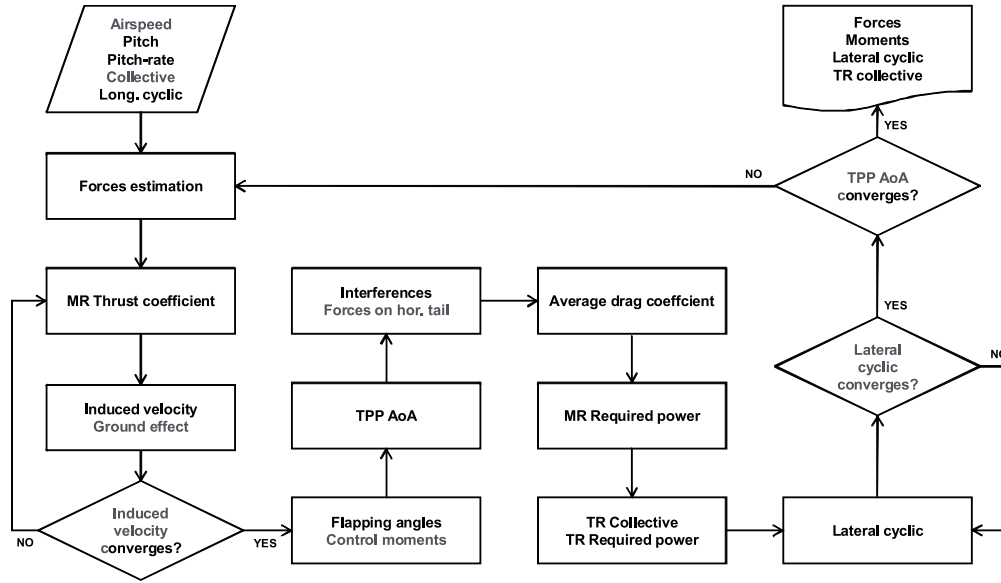 Airspeed
Pitch
Pitch-rate
Collective
Long. cyclic
Forces estimation
MR Thrust coefficient
Induced velocity
Ground effect
Induced
velocity
converges?
NO
YES
Flapping angles
Control moments
TPP AoA
Interferences
Forces on hor. tail
Average drag coeffcient
MR Required power
TR Collective
TR Required power
Lateral cyclic
Lateral
cyclic
converges?
NO
YES
TPP AoA
converges?
NO
YES
Forces
Moments
Lateral cyclic
TR collective